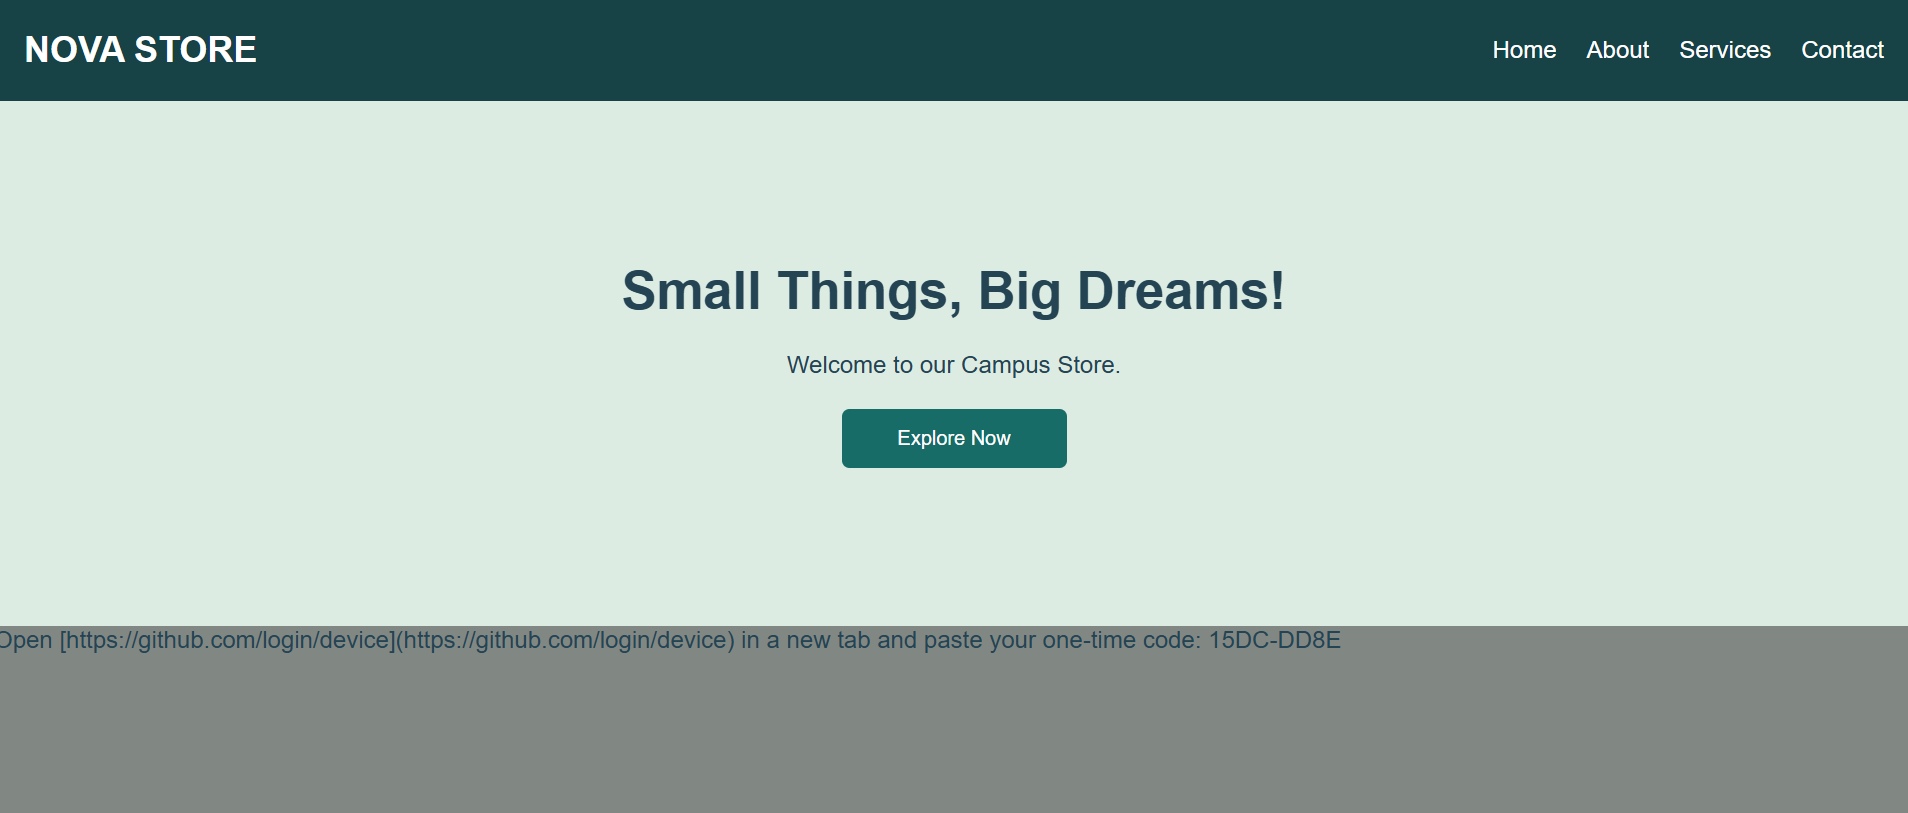 NOVA STORE
Home About Services Contact
Small Things, Big Dreams!
Welcome to our Campus Store.
Explore Now
Open [https://github.com/login/device](https://github.com/login/device) in a new tab and paste your one-time code: 15DC-DD8E